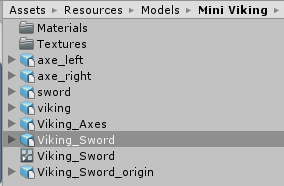 Assets ▸ Resources ▸ Models ▸ Mini Viking ▸
Materials
Textures
axe_left
axe_right
sword
viking
Viking_Axes
Viking_Sword
Viking_Sword
Viking_Sword_origin